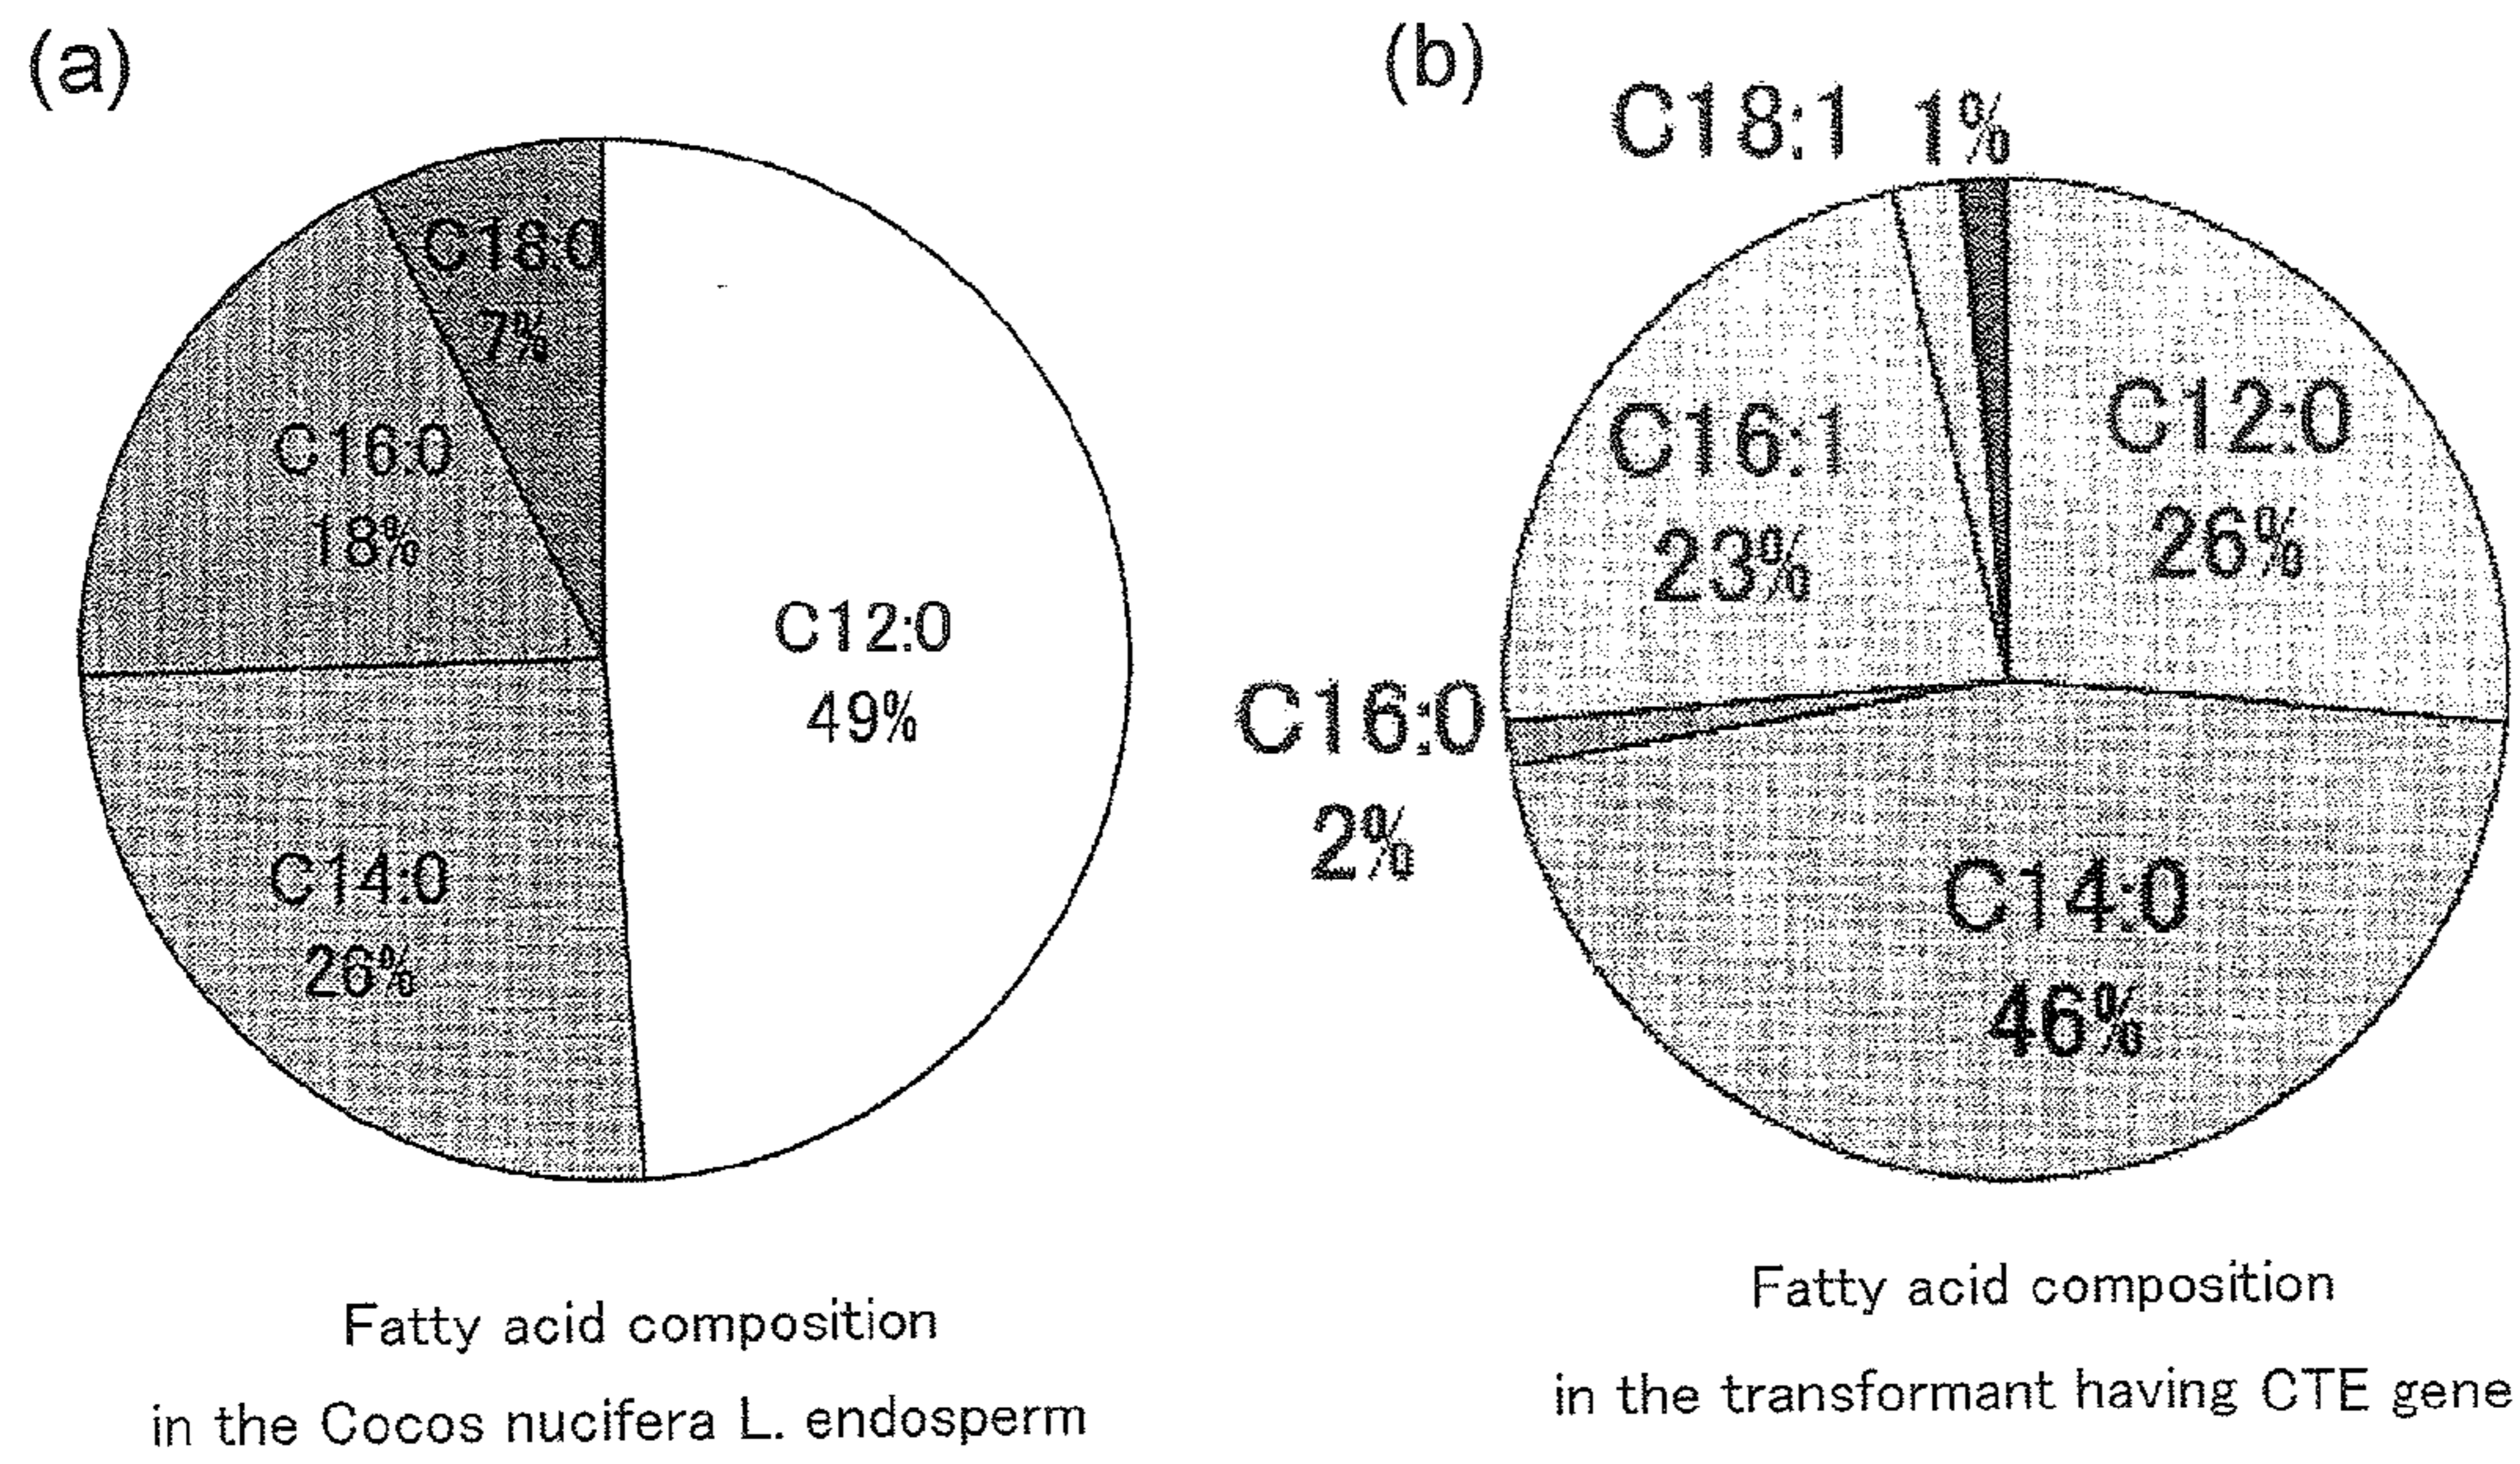 (a)
C18:0
7%
C16:0
18%
C12:0
49%
C14:0
26%
Fatty acid composition
in the Cocos nucifera L. endosperm
(b)
C18:1 1%
C12:0
26%
C16:1
23%
C16:0
2%
C14:0
46%
Fatty acid composition
in the transformant having CTE gene